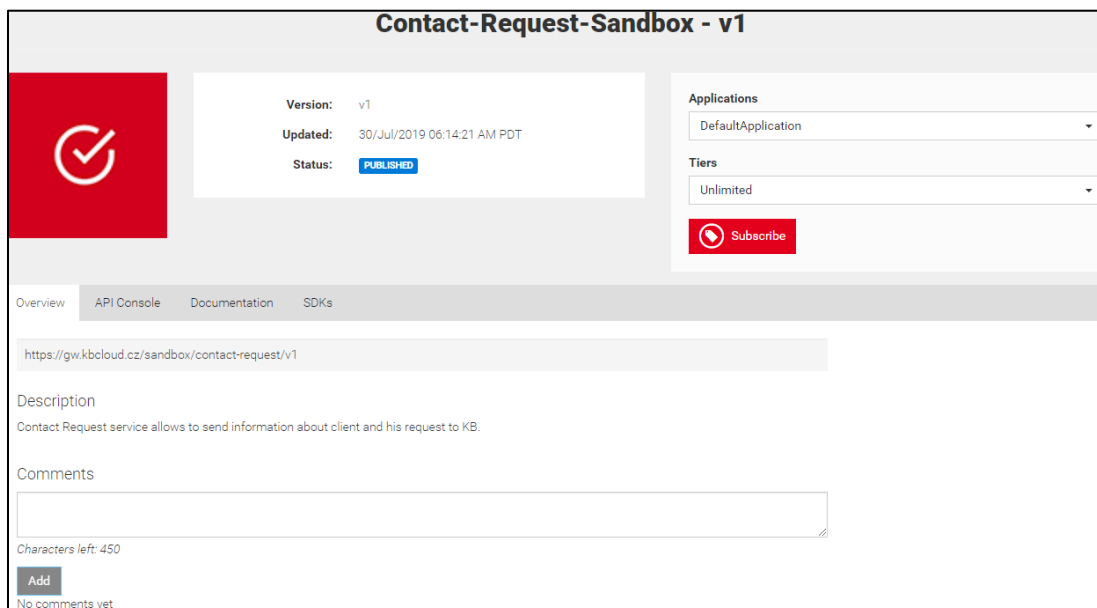 Contact-Request-Sandbox - v1
Version: v1
Updated: 30/Jul/2019 06:14:21 AM PDT
Status: PUBLISHED
Applications
DefaultApplication
Tiers
Unlimited
Subscribe
Overview API Console Documentation SDKs
https://gw.kbcloud.cz/sandbox/contact-request/v1
Description
Contact Request service allows to send information about client and his request to KB.
Comments
Characters left: 450
Add
No comments yet